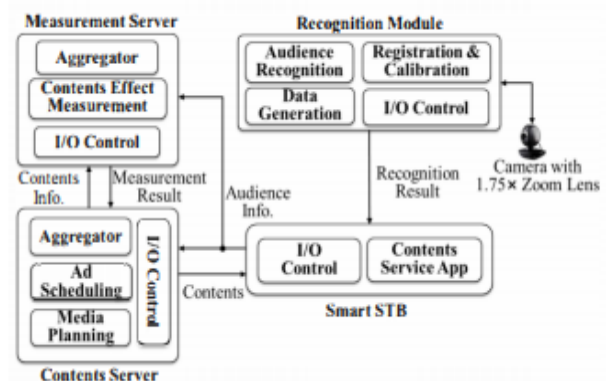 Measurement Server
Aggregator
Contents Effect
Measurement
I/O Control
Recognition Module
Audience
Recognition
Registration &
Calibration
Data
Generation
I/O Control
Camera with
1.75× Zoom Lens
Contents
Info.
Measurement
Result
Audience
Info.
Recognition
Result
Aggregator
Ad
Scheduling
Media
Planning
I/O Control
Contents
I/O
Control
Contents
Service App
Smart STB
Contents Server